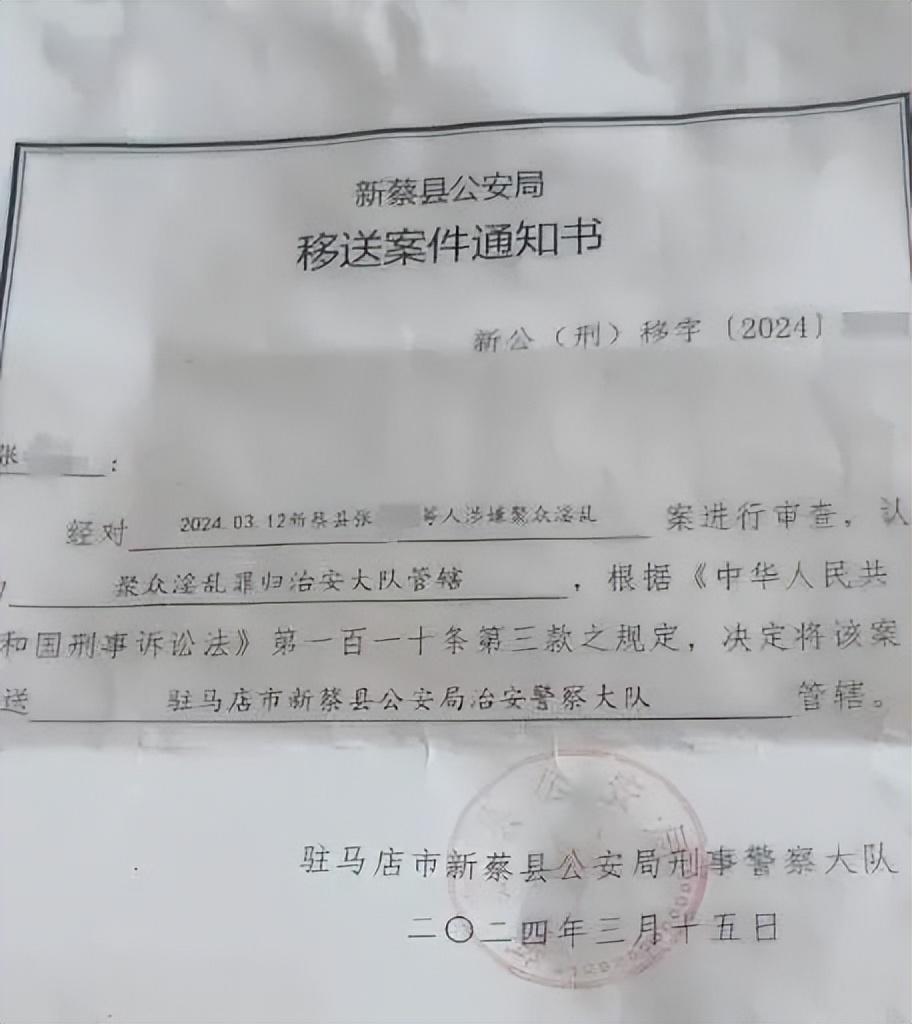 新蔡县公安局
移送案件通知书
新公（刑）移字〔2024〕
张 ：
经对 2024.03.12新蔡县张 等人涉嫌聚众淫乱 案进行审查，认
聚众淫乱罪归治安大队管辖 ，根据《中华人民共
和国刑事诉讼法》第一百一十条第三款之规定，决定将该案
送 驻马店市新蔡县公安局治安警察大队 管辖。
驻马店市新蔡县公安局刑事警察大队
二〇二四年三月十五日